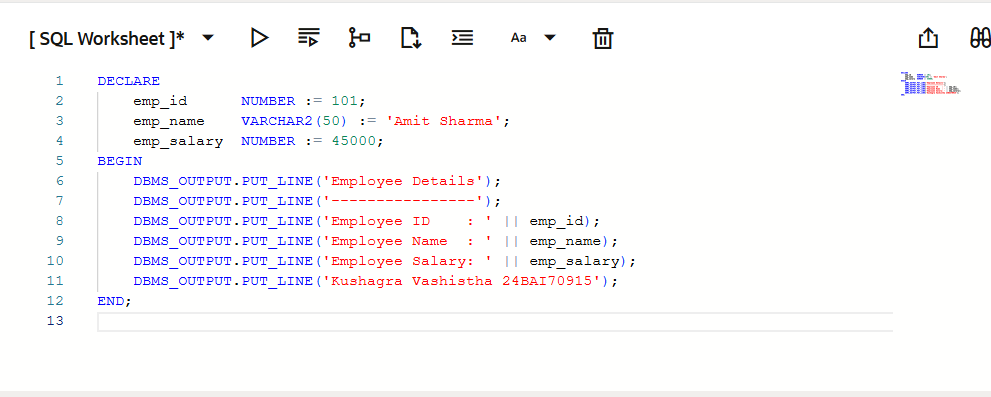 [ SQL Worksheet ]* Aa
1 DECLARE
2     emp_id      NUMBER := 101;
3     emp_name    VARCHAR2(50) := 'Amit Sharma';
4     emp_salary  NUMBER := 45000;
5 BEGIN
6     DBMS_OUTPUT.PUT_LINE('Employee Details');
7     DBMS_OUTPUT.PUT_LINE('----------------');
8     DBMS_OUTPUT.PUT_LINE('Employee ID    : ' || emp_id);
9     DBMS_OUTPUT.PUT_LINE('Employee Name  : ' || emp_name);
10     DBMS_OUTPUT.PUT_LINE('Employee Salary: ' || emp_salary);
11     DBMS_OUTPUT.PUT_LINE('Kushagra Vashistha 24BAI70915');
12 END;
13